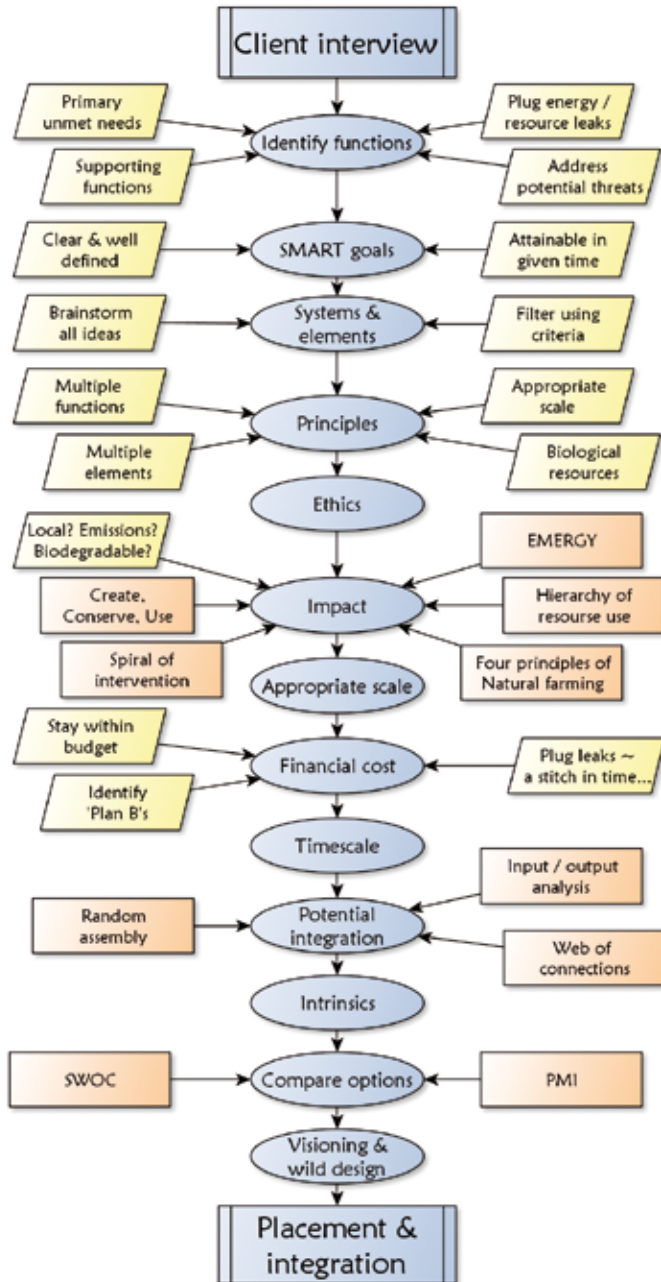 Client interview
Primary
unmet needs
Plug energy /
resource leaks
Identify functions
Supporting
functions
Address
potential threats
Clear & well
defined
SMART goals
Attainable in
given time
Brainstorm
all ideas
Systems &
elements
Filter using
criteria
Multiple
functions
Appropriate
scale
Principles
Multiple
elements
Biological
resources
Ethics
Local? Emissions?
Biodegradable?
EMERGY
Create,
Conserve, Use
Impact
Hierarchy of
resourse use
Spiral of
intervention
Four principles of
Natural farming
Appropriate scale
Stay within
budget
Financial cost
Plug leaks ~
a stitch in time...
Identify
'Plan B's
Timescale
Input / output
analysis
Random
assembly
Potential
integration
Web of
connections
Intrinsics
SWOC
Compare options
PMI
Visioning &
wild design
Placement &
integration